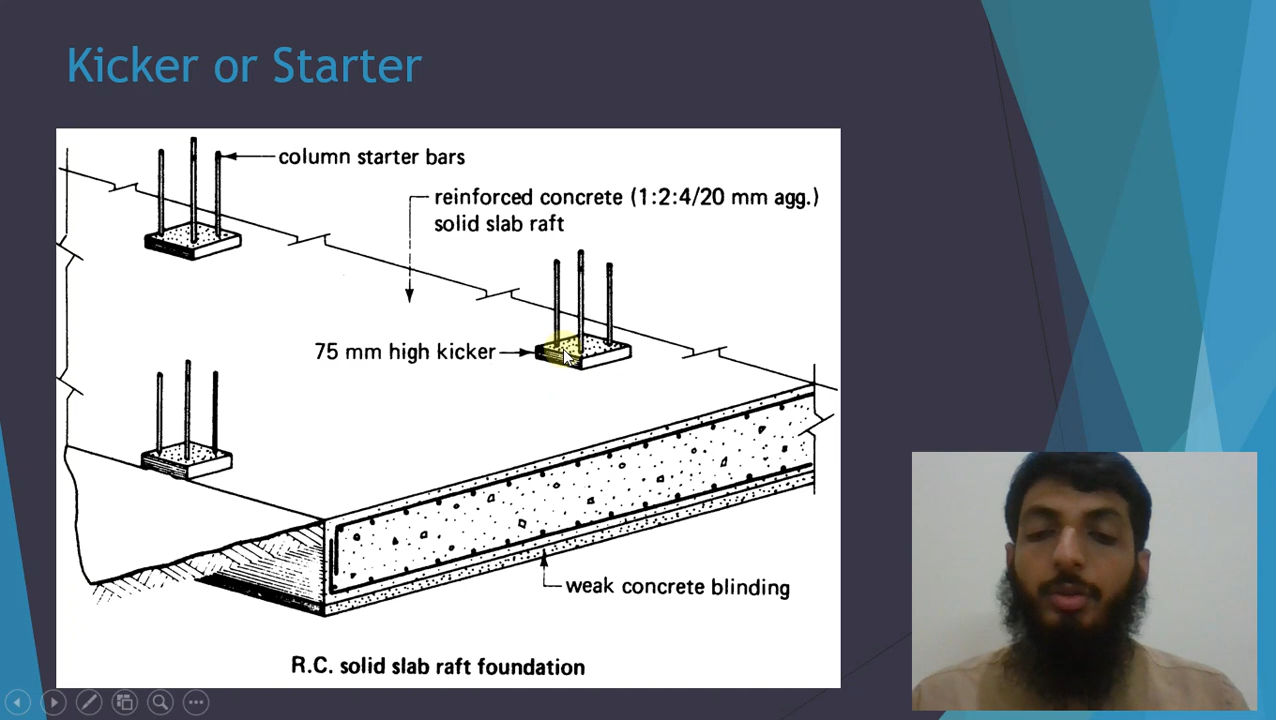 Kicker or Starter
column starter bars
reinforced concrete (1:2:4/20 mm agg.)
solid slab raft
75 mm high kicker
weak concrete blinding
R.C. solid slab raft foundation